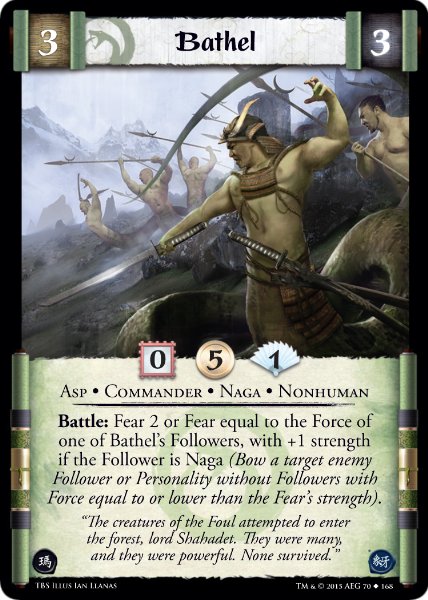 3
Bathel
3
0
5
1
Asp • Commander • Naga • Nonhuman
Battle: Fear 2 or Fear equal to the Force of
one of Bathel's Followers, with +1 strength
if the Follower is Naga (Bow a target enemy
Follower or Personality without Followers with
Force equal to or lower than the Fear's strength).
"The creatures of the Foul attempted to enter
the forest, lord Shahadet. They were many,
and they were powerful. None survived."
TBS Illus Ian Llanas
TM & © 2015 AEG 70 ♦ 168